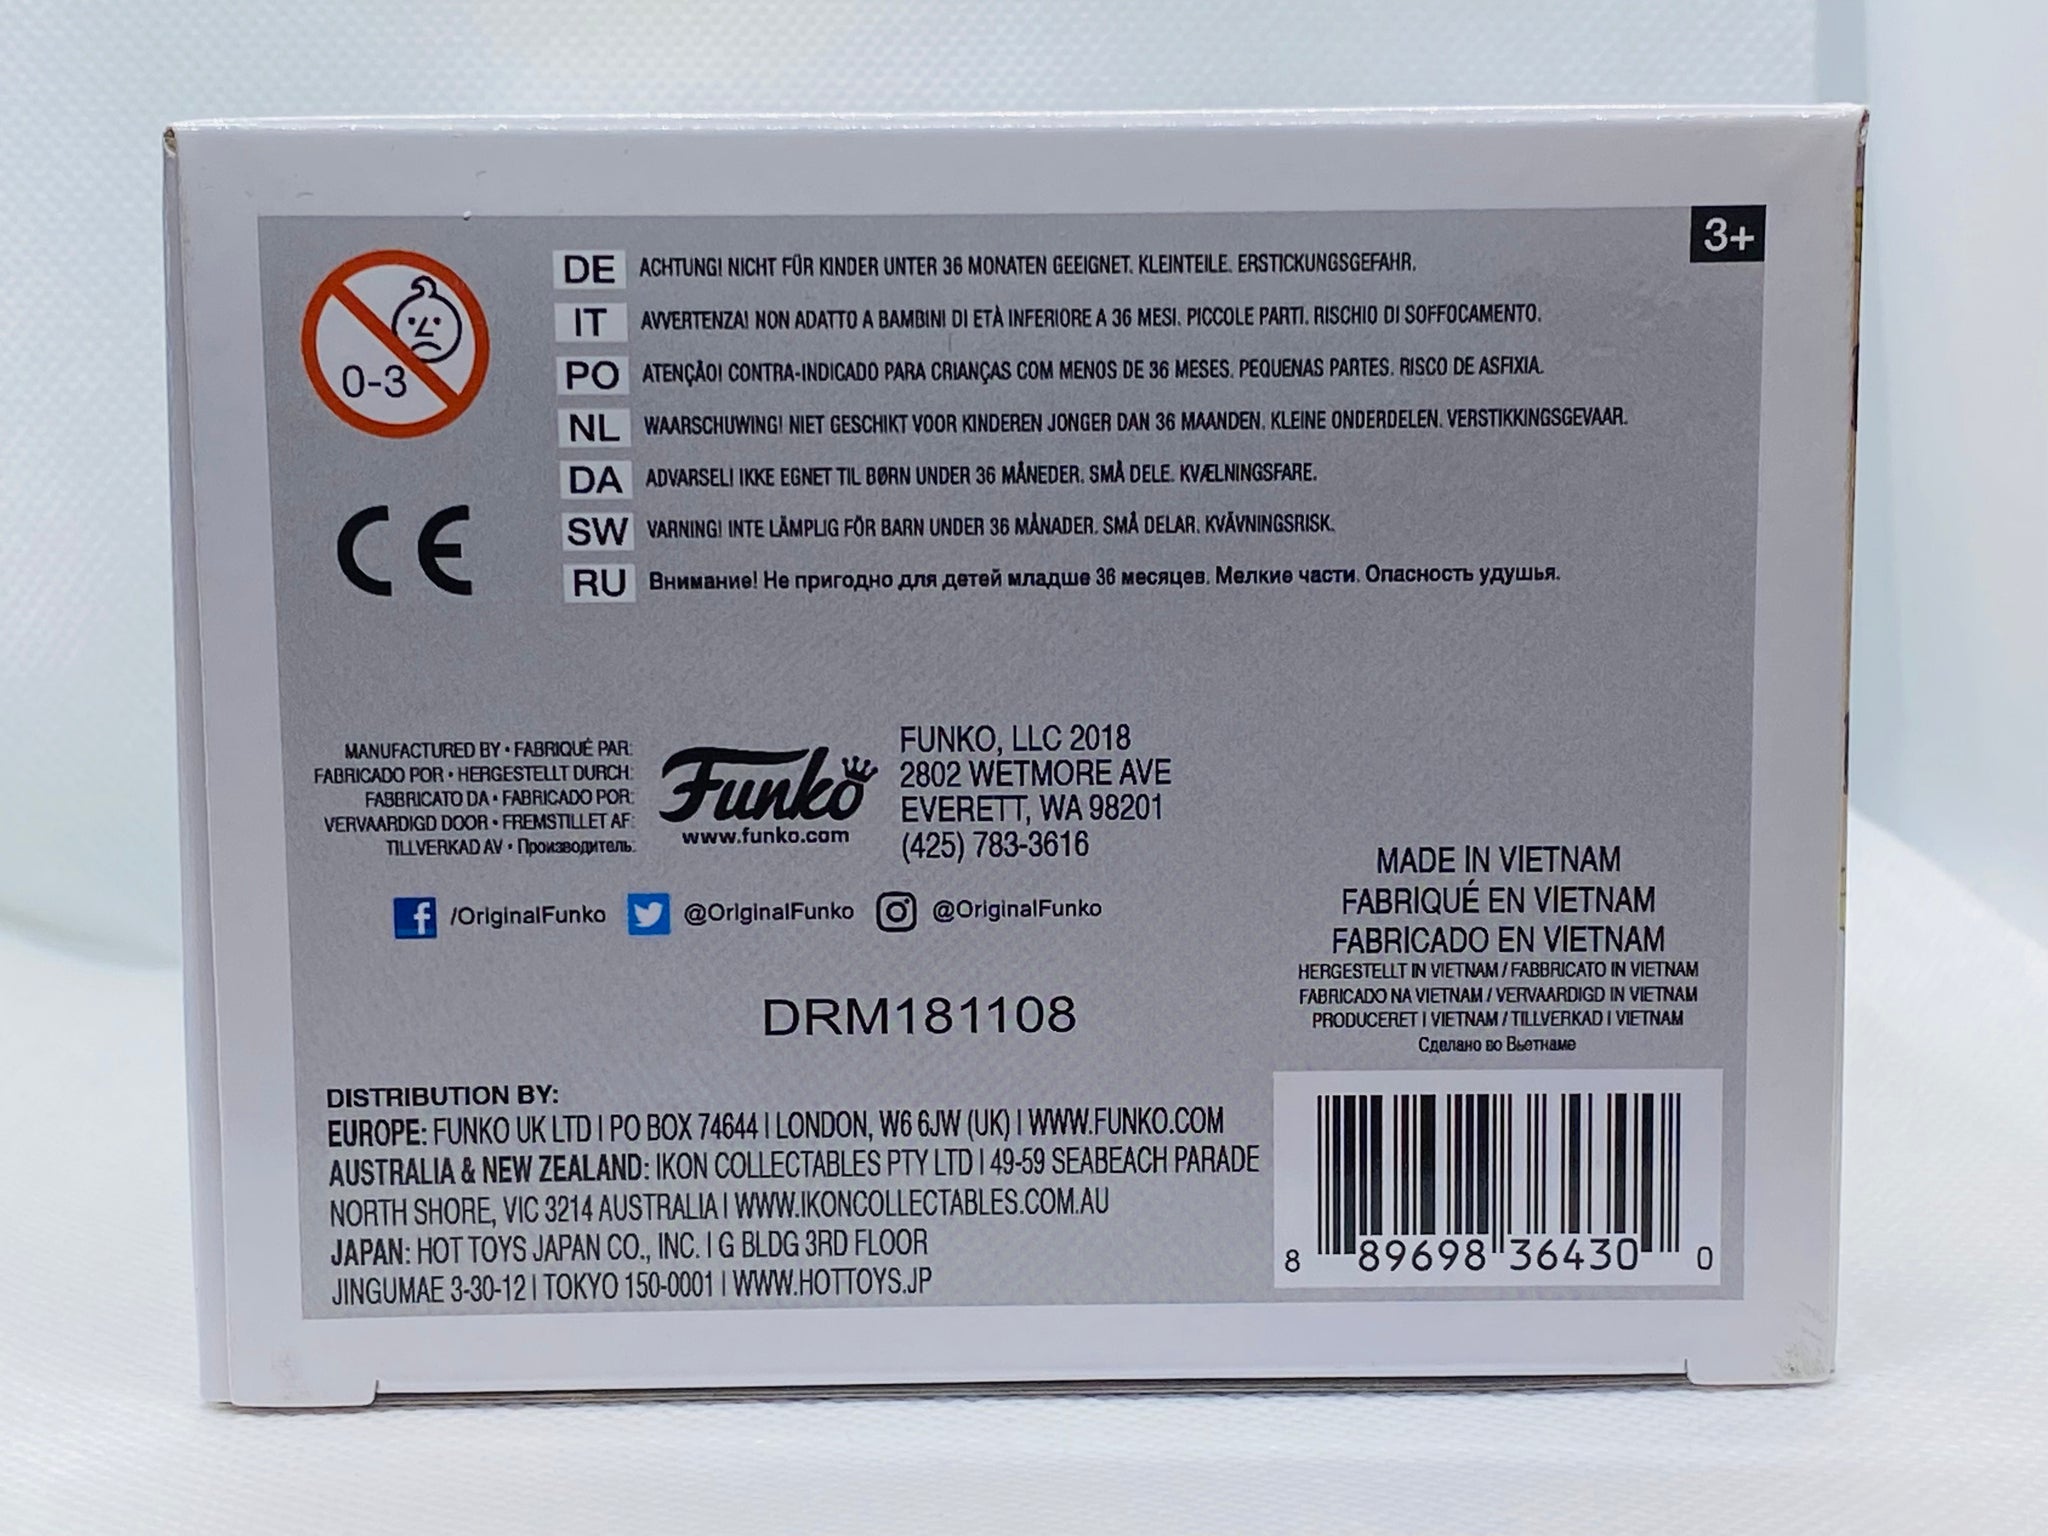 3+
0-3
DE ACHTUNG! NICHT FÜR KINDER UNTER 36 MONATEN GEEIGNET. KLEINTEILE. ERSTICKUNGSGEFAHR.
IT AVVERTENZA! NON ADATTO A BAMBINI DI ETÀ INFERIORE A 36 MESI. PICCOLE PARTI. RISCHIO DI SOFFOCAMENTO.
PO ATENÇÃO! CONTRA-INDICADO PARA CRIANÇAS COM MENOS DE 36 MESES. PEQUENAS PARTES. RISCO DE ASFIXIA.
NL WAARSCHUWING! NIET GESCHIKT VOOR KINDEREN JONGER DAN 36 MAANDEN. KLEINE ONDERDELEN. VERSTIKKINGSGEVAAR.
DA ADVARSEL! IKKE EGNET TIL BØRN UNDER 36 MÅNEDER. SMÅ DELE. KVÆLNINGSFARE.
SW VARNING! INTE LÄMPLIG FÖR BARN UNDER 36 MÅNADER. SMÅ DELAR. KVÄVNINGSRISK.
RU Внимание! Не пригодно для детей младше 36 месяцев. Мелкие части. Опасность удушья.
CE
MANUFACTURED BY • FABRIQUÉ PAR:
FABRICADO POR • HERGESTELLT DURCH:
FABBRICATO DA • FABRICADO POR:
VERVAARDIGD DOOR • FREMSTILLET AF:
TILLVERKAD AV • Производитель:
Funko
www.funko.com
FUNKO, LLC 2018
2802 WETMORE AVE
EVERETT, WA 98201
(425) 783-3616
/OriginalFunko @OriginalFunko @OriginalFunko
DRM181108
MADE IN VIETNAM
FABRIQUÉ EN VIETNAM
FABRICADO EN VIETNAM
HERGESTELLT IN VIETNAM / FABBRICATO IN VIETNAM
FABRICADO NA VIETNAM / VERVAARDIGD IN VIETNAM
PRODUCERET I VIETNAM / TILLVERKAD I VIETNAM
Сделано во Вьетнаме
DISTRIBUTION BY:
EUROPE: FUNKO UK LTD | PO BOX 74644 | LONDON, W6 6JW (UK) | WWW.FUNKO.COM
AUSTRALIA & NEW ZEALAND: IKON COLLECTABLES PTY LTD | 49-59 SEABEACH PARADE
NORTH SHORE, VIC 3214 AUSTRALIA | WWW.IKONCOLLECTABLES.COM.AU
JAPAN: HOT TOYS JAPAN CO., INC. | G BLDG 3RD FLOOR
JINGUMAE 3-30-12 | TOKYO 150-0001 | WWW.HOTTOYS.JP
8 89698 36430 0